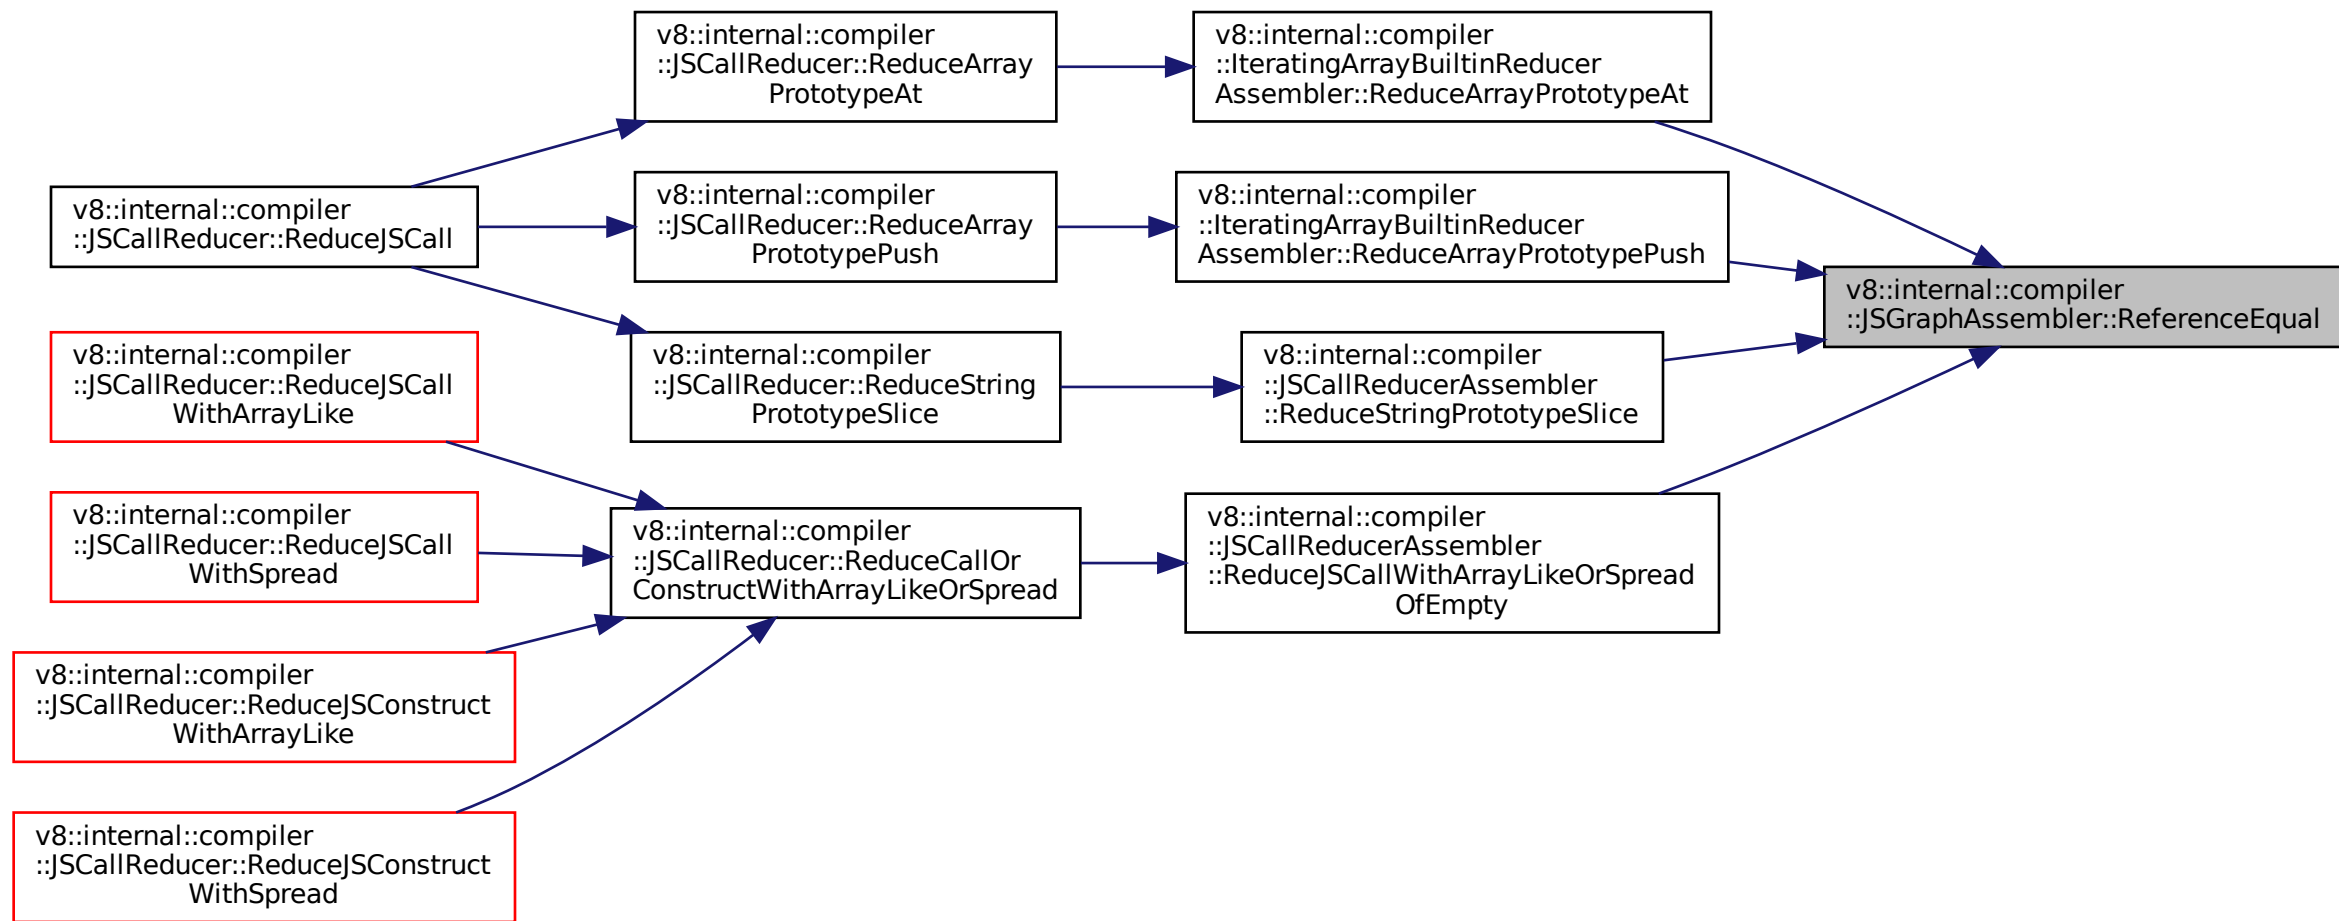 v8::internal::compiler
::JSCallReducer::ReduceArray
PrototypeAt
v8::internal::compiler
::IteratingArrayBuiltinReducer
Assembler::ReduceArrayPrototypeAt
v8::internal::compiler
::JSCallReducer::ReduceJSCall
v8::internal::compiler
::JSCallReducer::ReduceArray
PrototypePush
v8::internal::compiler
::IteratingArrayBuiltinReducer
Assembler::ReduceArrayPrototypePush
v8::internal::compiler
::JSGraphAssembler::ReferenceEqual
v8::internal::compiler
::JSCallReducer::ReduceJSCall
WithArrayLike
v8::internal::compiler
::JSCallReducer::ReduceString
PrototypeSlice
v8::internal::compiler
::JSCallReducerAssembler
::ReduceStringPrototypeSlice
v8::internal::compiler
::JSCallReducer::ReduceJSCall
WithSpread
v8::internal::compiler
::JSCallReducer::ReduceCallOr
ConstructWithArrayLikeOrSpread
v8::internal::compiler
::JSCallReducerAssembler
::ReduceJSCallWithArrayLikeOrSpread
OfEmpty
v8::internal::compiler
::JSCallReducer::ReduceJSConstruct
WithArrayLike
v8::internal::compiler
::JSCallReducer::ReduceJSConstruct
WithSpread